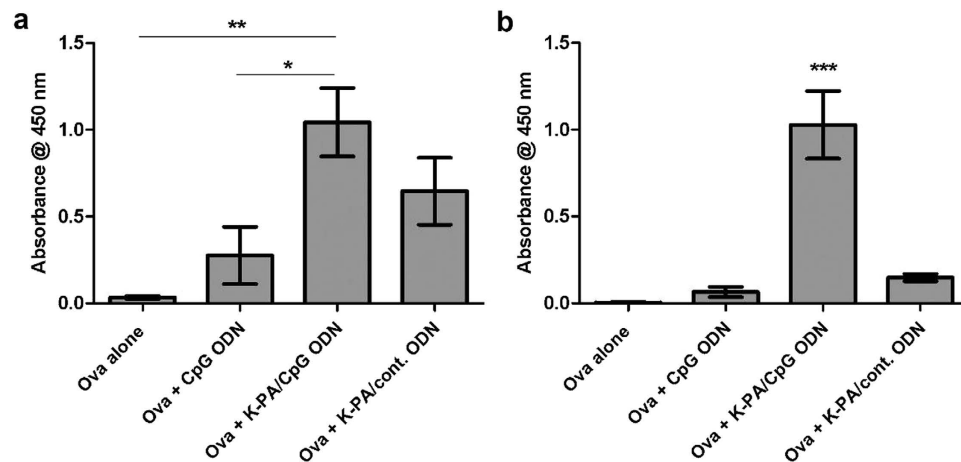 a
**
*
Absorbance @ 450 nm
1.5
1.0
0.5
0.0
Ova alone
Ova + CpG ODN
Ova + K-PA/CpG ODN
Ova + K-PA/cont. ODN
b
***
Absorbance @ 450 nm
1.5
1.0
0.5
0.0
Ova alone
Ova + CpG ODN
Ova + K-PA/CpG ODN
Ova + K-PA/cont. ODN